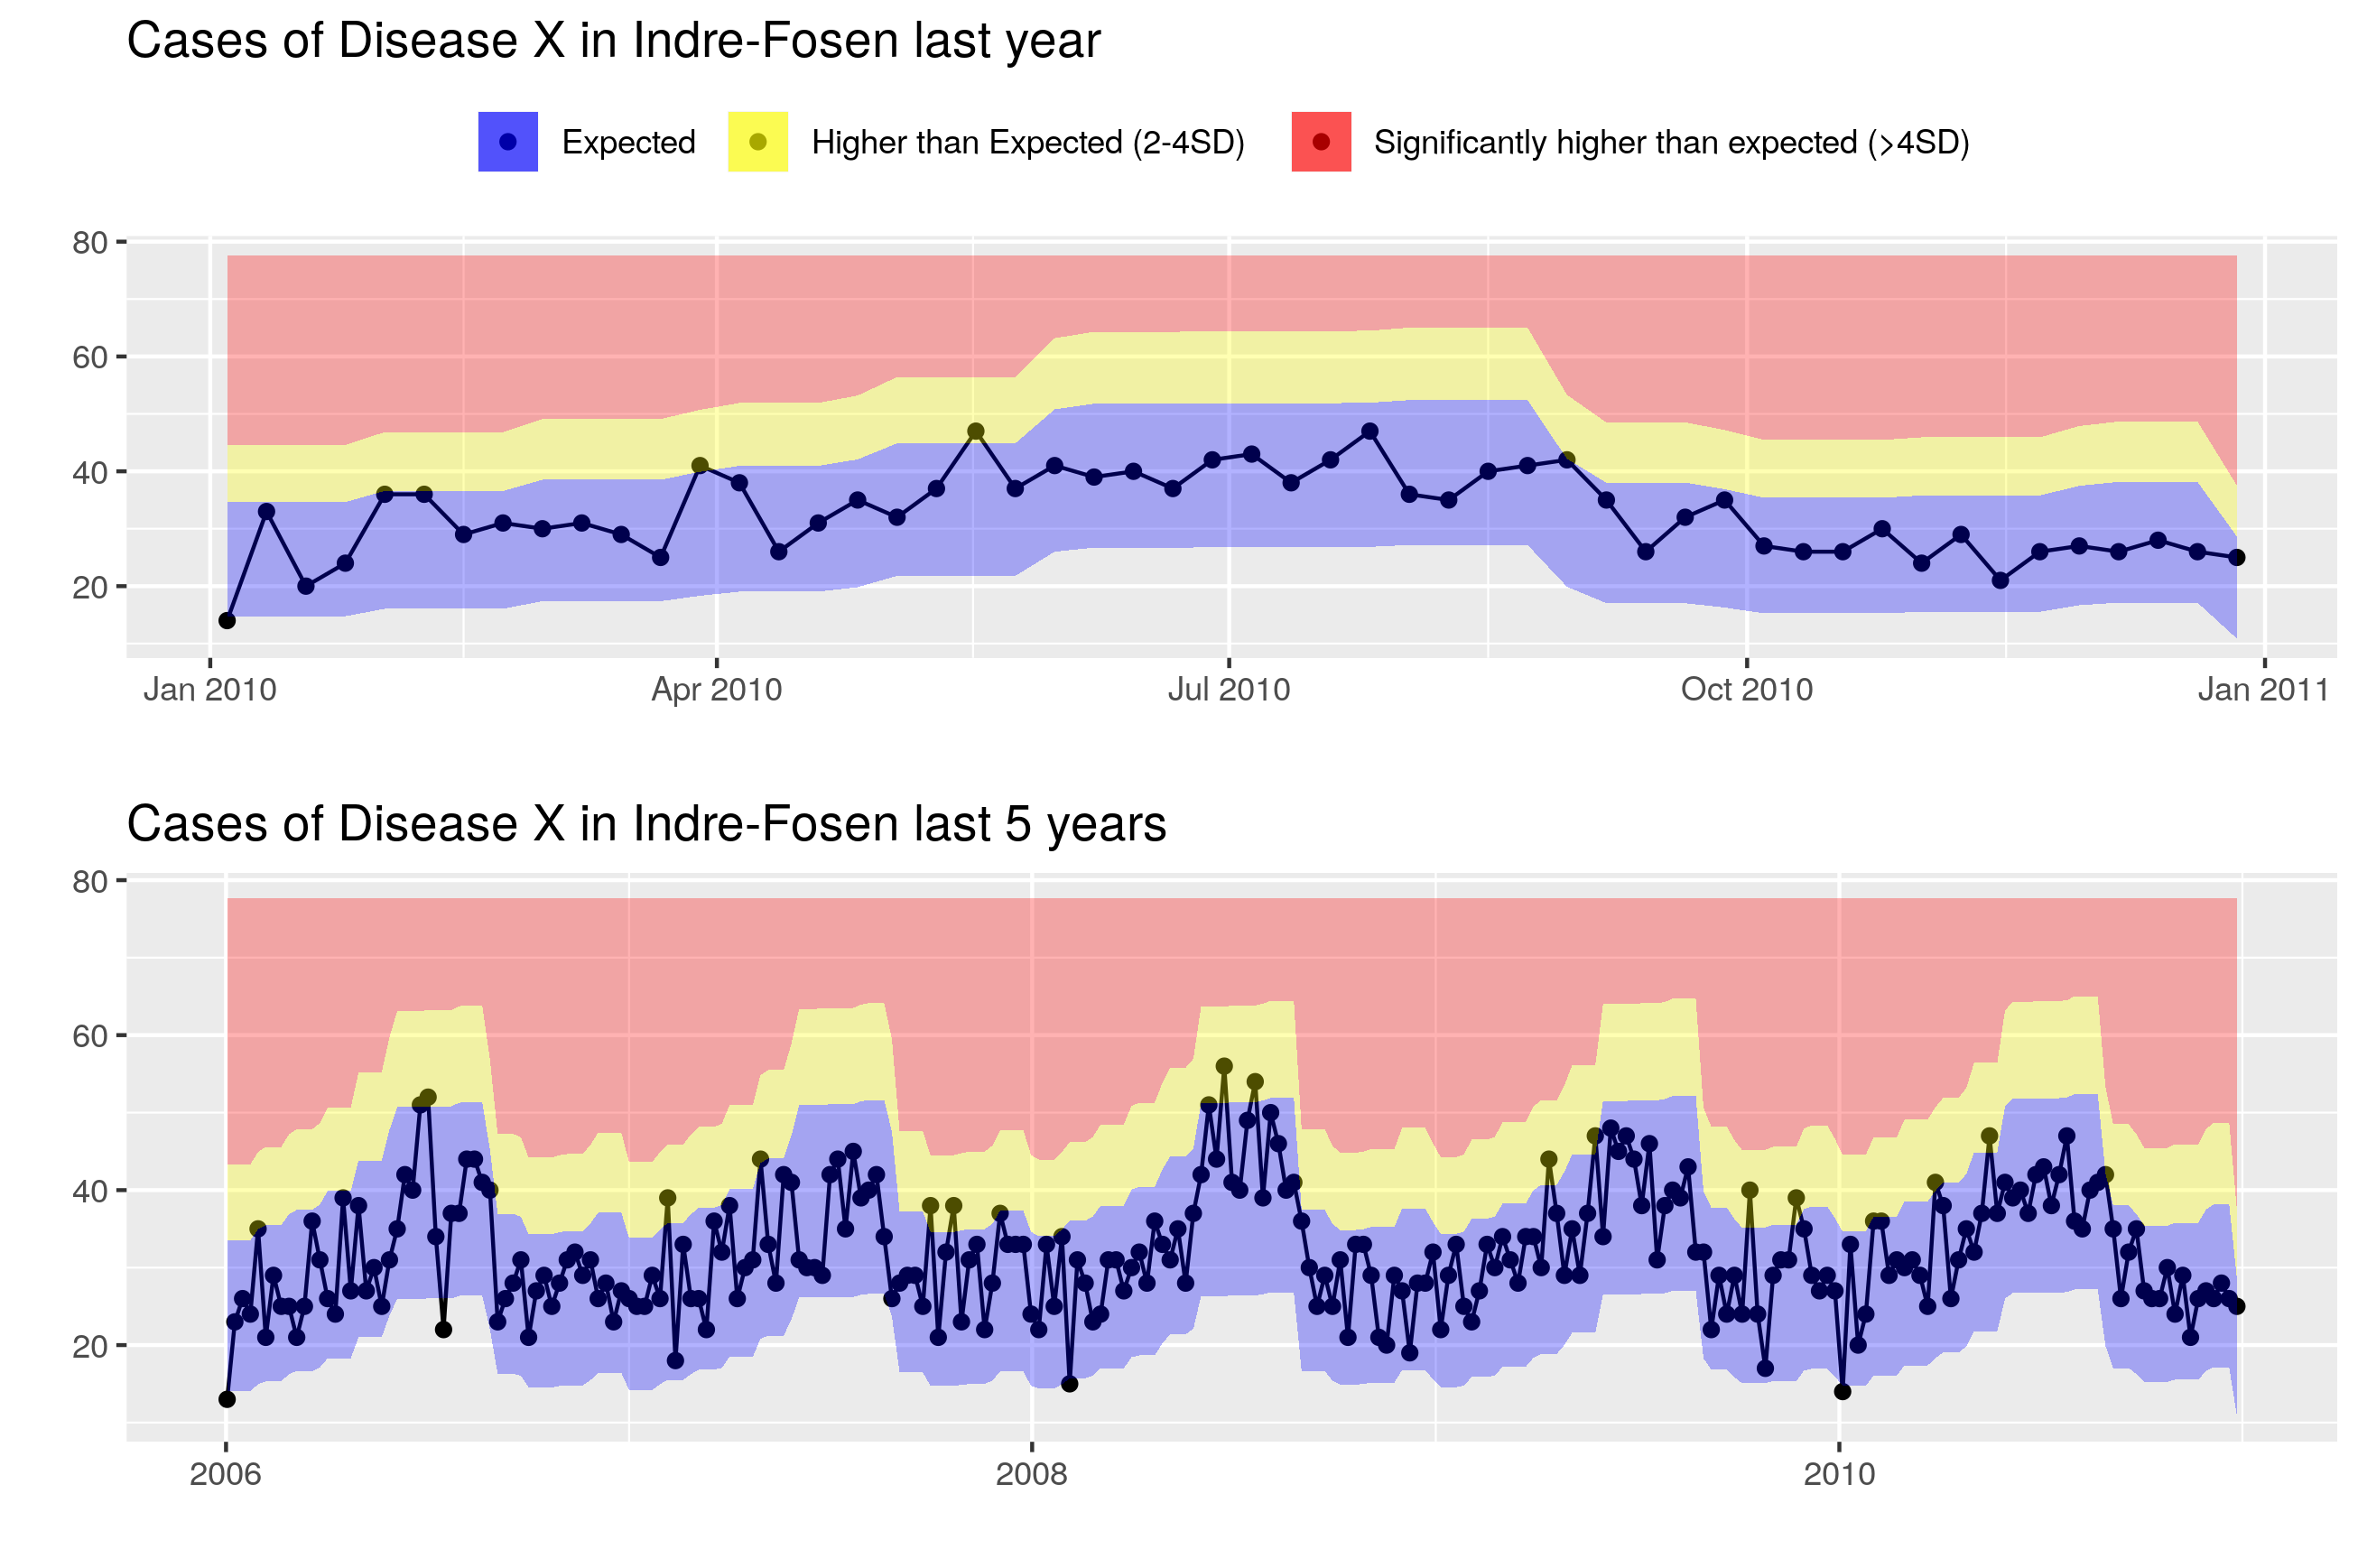 Cases of Disease X in Indre-Fosen last year
Expected Higher than Expected (2-4SD) Significantly higher than expected (>4SD)
80
60
40
20
Jan 2010 Apr 2010 Jul 2010 Oct 2010 Jan 2011
Cases of Disease X in Indre-Fosen last 5 years
80
60
40
20
2006 2008 2010